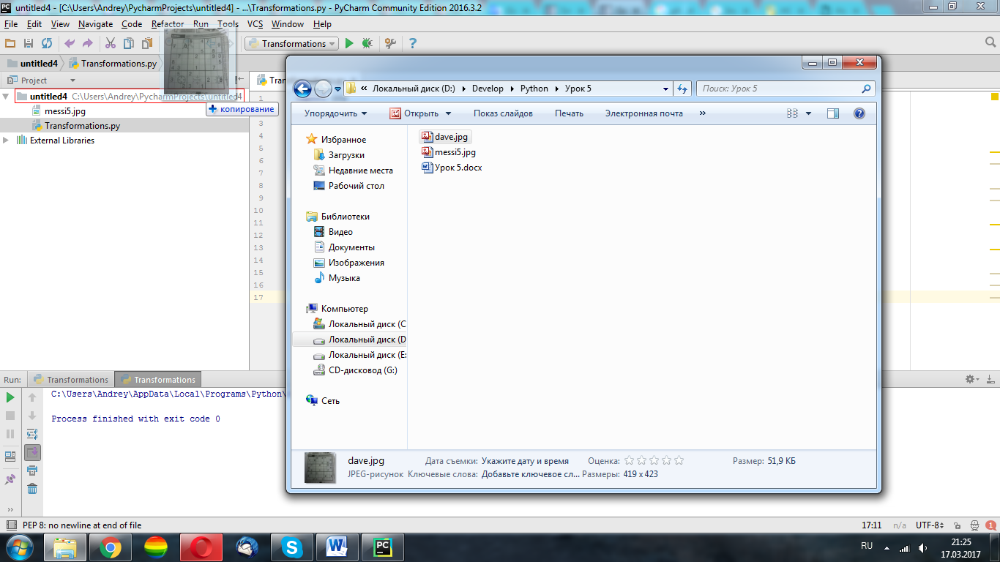 untitled4 - [C:\Users\Andrey\PycharmProjects\untitled4] - ...\Transformations.py - PyCharm Community Edition 2016.3.2
File Edit View Navigate Code Refactor Run Tools VCS Window Help
Transformations
untitled4 Transformations.py
Project
untitled4 C:\Users\Andrey\PycharmProjects\untitled4
копирование
messi5.jpg
Transformations.py
External Libraries
1
3
4
5
6
7
8
9
10
11
12
13
14
15
16
17
« Локальный диск (D:) Develop Python Урок 5
Поиск: Урок 5
Упорядочить Открыть Показ слайдов Печать Электронная почта »
Избранное
Загрузки
Недавние места
Рабочий стол
Библиотеки
Видео
Документы
Изображения
Музыка
Компьютер
Локальный диск (C
Локальный диск (D
Локальный диск (E:
CD-дисковод (G:)
Сеть
dave.jpg
messi5.jpg
Урок 5.docx
dave.jpg Дата съемки: Укажите дату и время Оценка: Размер: 51,9 КБ
JPEG-рисунок Ключевые слова: Добавьте ключевое сл... Размеры: 419 x 423
Run: Transformations Transformations
C:\Users\Andrey\AppData\Local\Programs\Python\
Process finished with exit code 0
PEP 8: no newline at end of file
17:11 n/a UTF-8
1
RU
21:25
17.03.2017